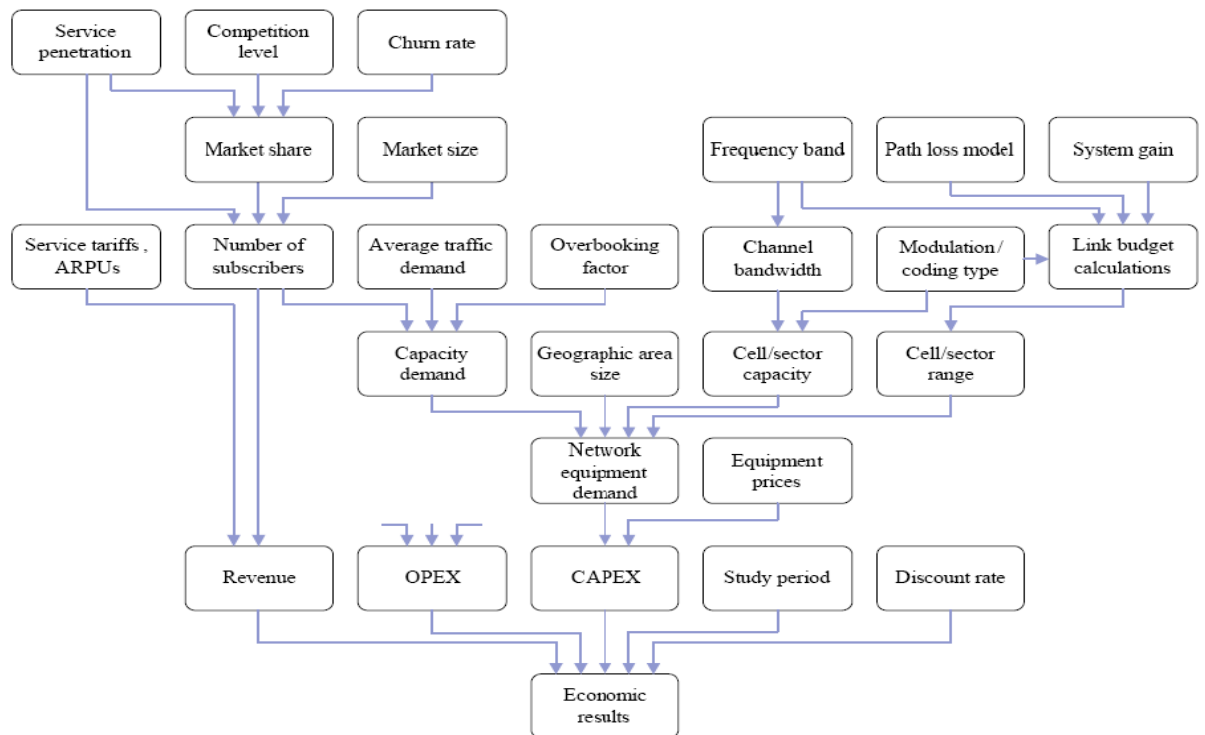 Service
penetration
Competition
level
Churn rate
Market share
Market size
Frequency band
Path loss model
System gain
Service tariffs ,
ARPUs
Number of
subscribers
Average traffic
demand
Overbooking
factor
Channel
bandwidth
Modulation /
coding type
Link budget
calculations
Capacity
demand
Geographic area
size
Cell/sector
capacity
Cell/sector
range
Network
equipment
demand
Equipment
prices
Revenue
OPEX
CAPEX
Study period
Discount rate
Economic
results